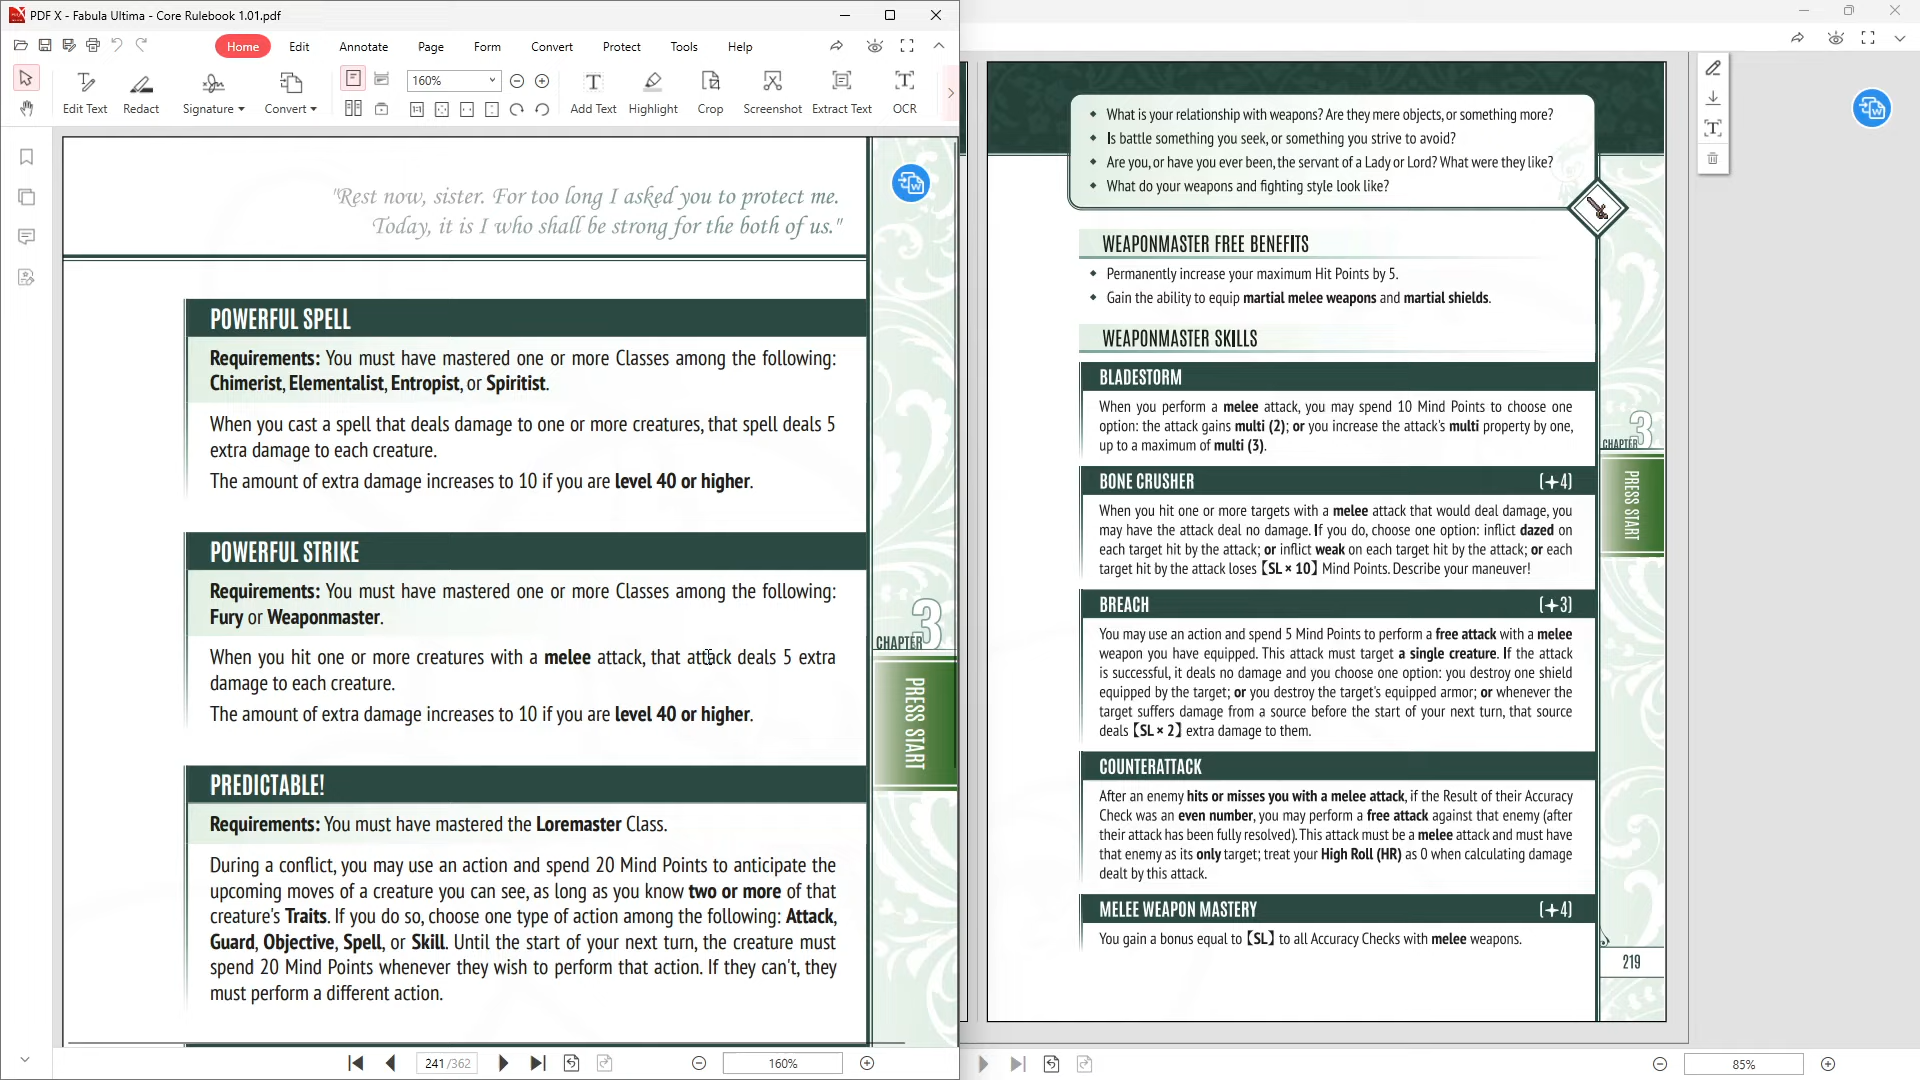 PDF X - Fabula Ultima - Core Rulebook 1.01.pdf
Home Edit Annotate Page Form Convert Protect Tools Help
160%
Edit Text Redact Signature Convert Add Text Highlight Crop Screenshot Extract Text OCR
"Rest now, sister. For too long I asked you to protect me.
Today, it is I who shall be strong for the both of us."
POWERFUL SPELL
Requirements: You must have mastered one or more Classes among the following:
Chimerist, Elementalist, Entropist, or Spiritist.
When you cast a spell that deals damage to one or more creatures, that spell deals 5
extra damage to each creature.
The amount of extra damage increases to 10 if you are level 40 or higher.
POWERFUL STRIKE
Requirements: You must have mastered one or more Classes among the following:
Fury or Weaponmaster.
When you hit one or more creatures with a melee attack, that attack deals 5 extra
damage to each creature.
The amount of extra damage increases to 10 if you are level 40 or higher.
PREDICTABLE!
Requirements: You must have mastered the Loremaster Class.
During a conflict, you may use an action and spend 20 Mind Points to anticipate the
upcoming moves of a creature you can see, as long as you know two or more of that
creature's Traits. If you do so, choose one type of action among the following: Attack,
Guard, Objective, Spell, or Skill. Until the start of your next turn, the creature must
spend 20 Mind Points whenever they wish to perform that action. If they can't, they
must perform a different action.
CHAPTER 3
PRESS START
241/362
160%
◆ What is your relationship with weapons? Are they mere objects, or something more?
◆ Is battle something you seek, or something you strive to avoid?
◆ Are you, or have you ever been, the servant of a Lady or Lord? What were they like?
◆ What do your weapons and fighting style look like?
WEAPONMASTER FREE BENEFITS
◆ Permanently increase your maximum Hit Points by 5.
◆ Gain the ability to equip martial melee weapons and martial shields.
WEAPONMASTER SKILLS
BLADESTORM
When you perform a melee attack, you may spend 10 Mind Points to choose one
option: the attack gains multi (2); or you increase the attack's multi property by one,
up to a maximum of multi (3).
BONE CRUSHER (✦4)
When you hit one or more targets with a melee attack that would deal damage, you
may have the attack deal no damage. If you do, choose one option: inflict dazed on
each target hit by the attack; or inflict weak on each target hit by the attack; or each
target hit by the attack loses 【SL × 10】 Mind Points. Describe your maneuver!
BREACH (✦3)
You may use an action and spend 5 Mind Points to perform a free attack with a melee
weapon you have equipped. This attack must target a single creature. If the attack
is successful, it deals no damage and you choose one option: you destroy one shield
equipped by the target; or you destroy the target's equipped armor; or whenever the
target suffers damage from a source before the start of your next turn, that source
deals 【SL × 2】 extra damage to them.
COUNTERATTACK
After an enemy hits or misses you with a melee attack, if the Result of their Accuracy
Check was an even number, you may perform a free attack against that enemy (after
their attack has been fully resolved). This attack must be a melee attack and must have
that enemy as its only target; treat your High Roll (HR) as 0 when calculating damage
dealt by this attack.
MELEE WEAPON MASTERY (✦4)
You gain a bonus equal to 【SL】 to all Accuracy Checks with melee weapons.
CHAPTER 3
PRESS START
219
85%